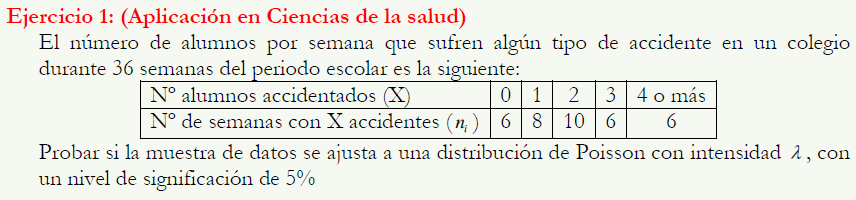 Ejercicio 1: (Aplicación en Ciencias de la salud)
El número de alumnos por semana que sufren algún tipo de accidente en un colegio
durante 36 semanas del periodo escolar es la siguiente:
Nº alumnos accidentados (X) 0 1 2 3 4 o más
Nº de semanas con X accidentes (nᵢ) 6 8 10 6 6
Probar si la muestra de datos se ajusta a una distribución de Poisson con intensidad λ , con
un nivel de significación de 5%